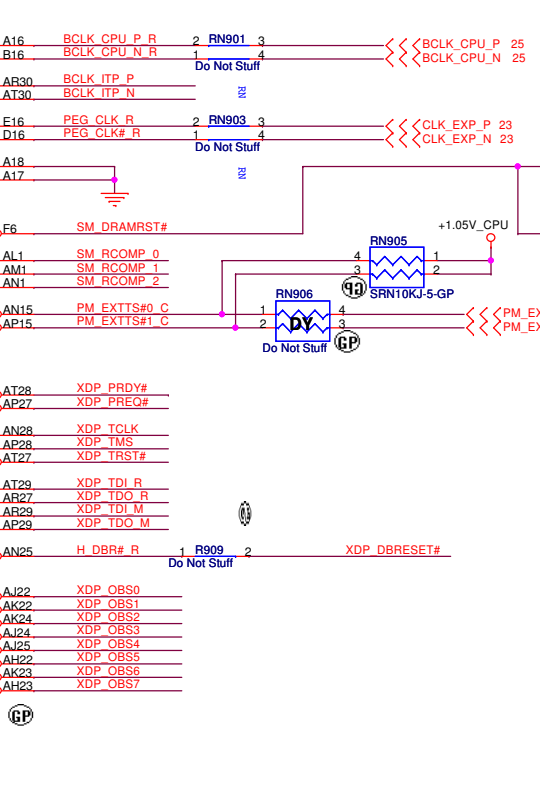 A16 BCLK_CPU_P_R 2 RN901 3 BCLK_CPU_P 25
B16 BCLK_CPU_N_R 1 4 BCLK_CPU_N 25
Do Not Stuff
AR30 BCLK_ITP_P
AT30 BCLK_ITP_N
RN
E16 PEG_CLK_R 2 RN903 3 CLK_EXP_P 23
D16 PEG_CLK#_R 1 4 CLK_EXP_N 23
Do Not Stuff
A18
A17
RN
F6 SM_DRAMRST#
+1.05V_CPU
RN905
AL1 SM_RCOMP_0 4 1
AM1 SM_RCOMP_1 3 2
AN1 SM_RCOMP_2
GP
SRN10KJ-5-GP
RN906
AN15 PM_EXTTS#0_C 1 4 PM_EX
AP15 PM_EXTTS#1_C 2 DY 3 PM_EX
Do Not Stuff GP
AT28 XDP_PRDY#
AP27 XDP_PREQ#
AN28 XDP_TCLK
AP28 XDP_TMS
AT27 XDP_TRST#
AT29 XDP_TDI_R
AR27 XDP_TDO_R
AR29 XDP_TDI_M
AP29 XDP_TDO_M
AN25 H_DBR#_R 1 R909 2 XDP_DBRESET#
Do Not Stuff
AJ22 XDP_OBS0
AK22 XDP_OBS1
AK24 XDP_OBS2
AJ24 XDP_OBS3
AJ25 XDP_OBS4
AH22 XDP_OBS5
AK23 XDP_OBS6
AH23 XDP_OBS7
GP